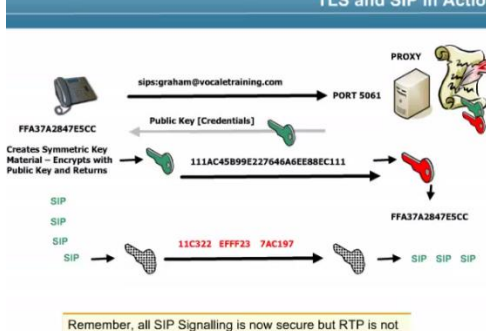 TLS and SIP in Action
PROXY
sips:graham@vocaletraining.com
PORT 5061
Public Key [Credentials]
FFA37A2847E5CC
Creates Symmetric Key
Material – Encrypts with
Public Key and Returns
111AC45B99E227646A6EE88EC111
FFA37A2847E5CC
SIP
SIP
SIP
SIP
11C322 EFFF23 7AC197
SIP SIP SIP
Remember, all SIP Signalling is now secure but RTP is not